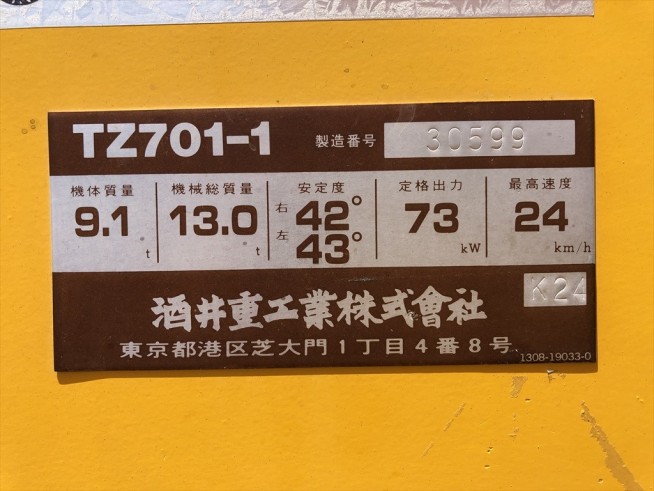 TZ701-1 製造番号 30599
機体質量 機械総質量 安定度 定格出力 最高速度
9.1 t 13.0 t 右 42° 左 43° 73 kW 24 km/h
K24
酒井重工業株式會社
東京都港区芝大門1丁目4番8号
1308-19033-0